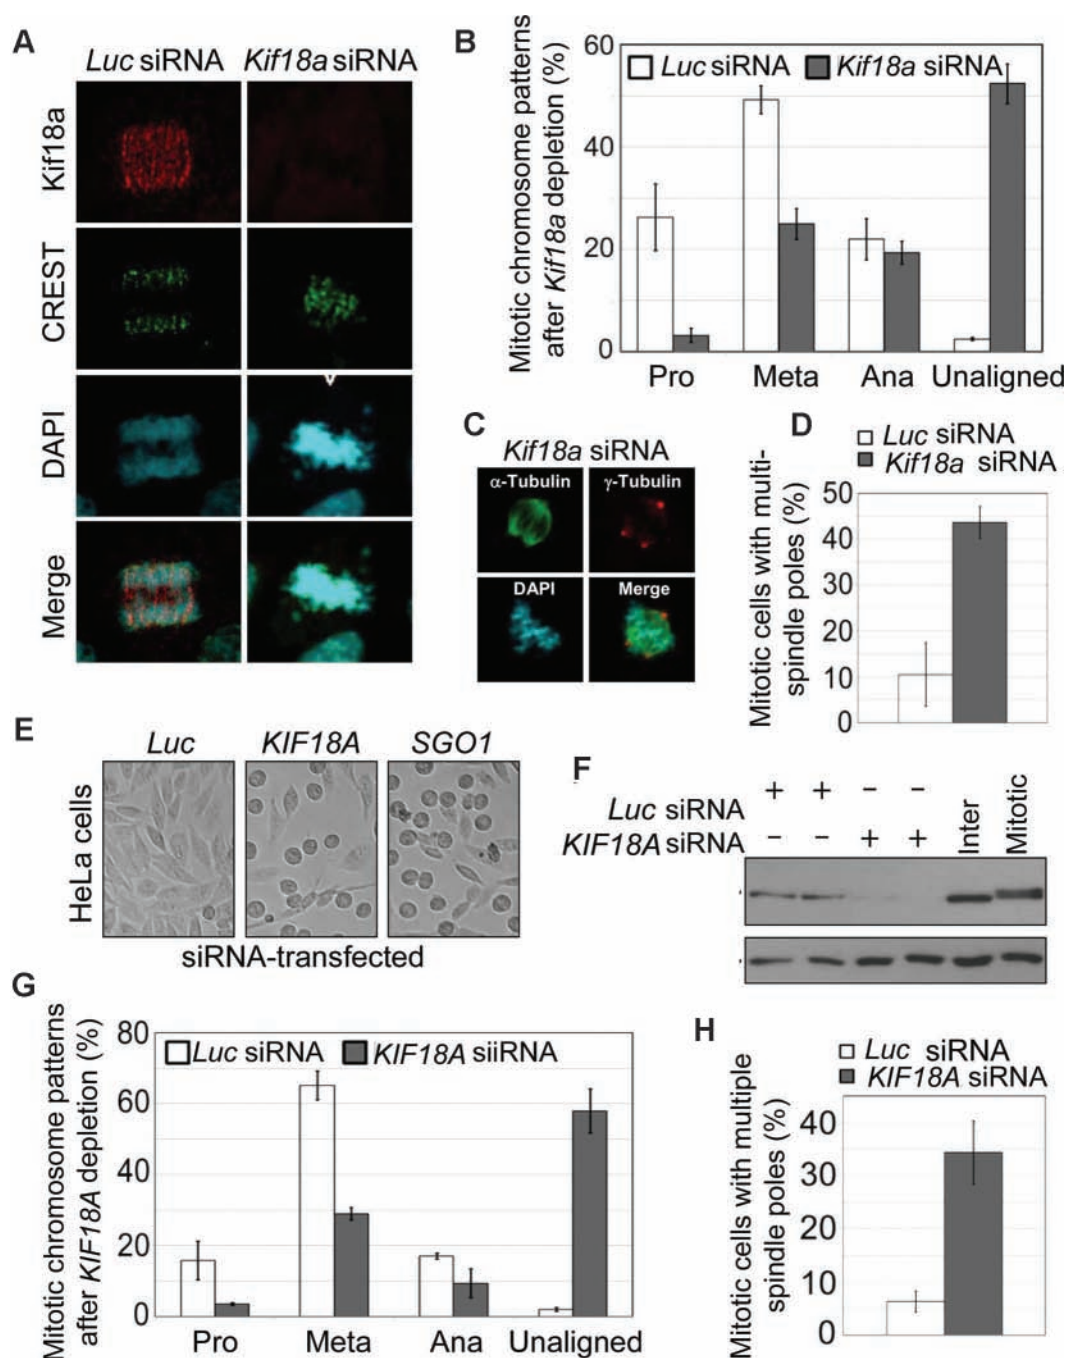 A
Luc siRNA
Kif18a siRNA
Kif18a
CREST
DAPI
Merge
B
Mitotic chromosome patterns
after Kif18a depletion (%)
Luc siRNA
Kif18a siRNA
60
40
20
0
Pro
Meta
Ana
Unaligned
C
Kif18a siRNA
α-Tubulin
γ-Tubulin
DAPI
Merge
D
Luc siRNA
Kif18a siRNA
Mitotic cells with multi-
spindle poles (%)
50
40
30
20
10
0
E
Luc
KIF18A
SGO1
HeLa cells
siRNA-transfected
F
Luc siRNA + + – –
KIF18A siRNA – – + +
Inter
Mitotic
G
Mitotic chromosome patterns
after KIF18A depletion (%)
Luc siRNA
KIF18A siiRNA
80
60
40
20
0
Pro
Meta
Ana
Unaligned
H
Luc siRNA
KIF18A siRNA
Mitotic cells with multiple
spindle poles (%)
40
30
20
10
0